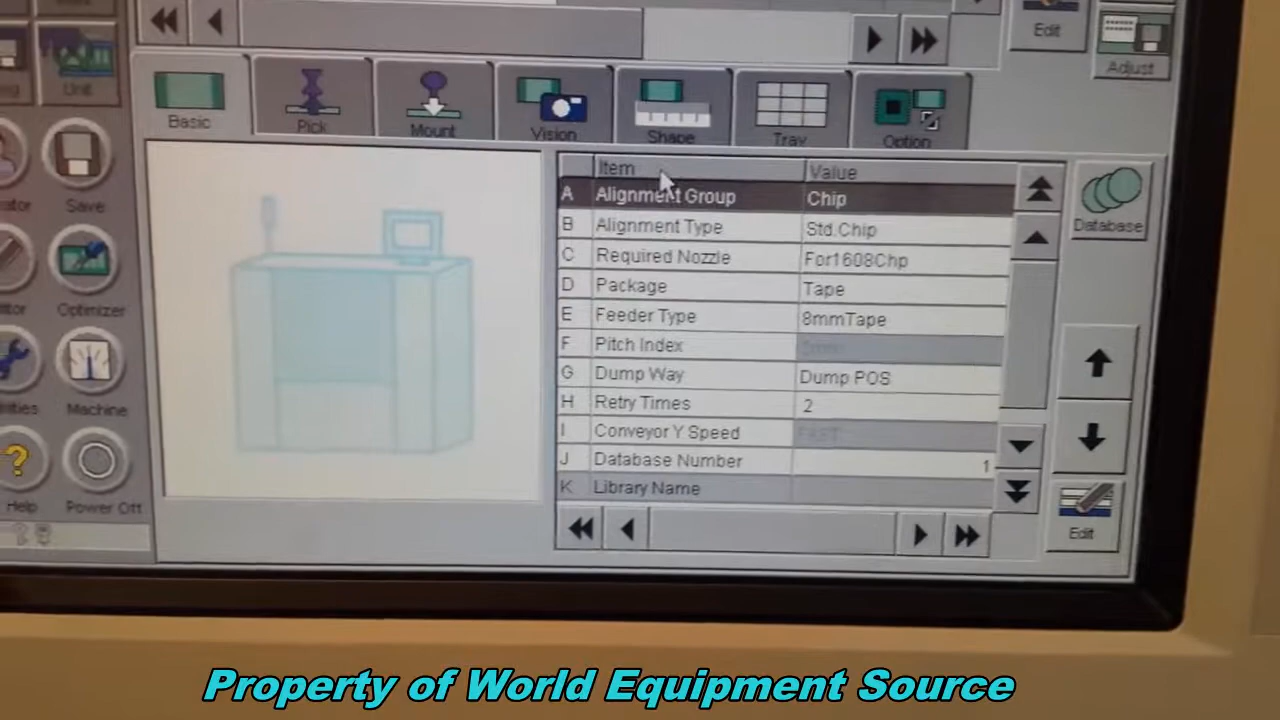 Edit
Adjust
Unit
Basic
Pick
Mount
Vision
Shape
Tray
Option
Item Value
A Alignment Group Chip
B Alignment Type Std.Chip
C Required Nozzle For1608Chp
D Package Tape
E Feeder Type 8mmTape
F Pitch Index
G Dump Way Dump POS
H Retry Times 2
I Conveyor Y Speed FAST
J Database Number 1
K Library Name
Database
Edit
Save
Optimizer
Machine
Help
Power Off
Property of World Equipment Source